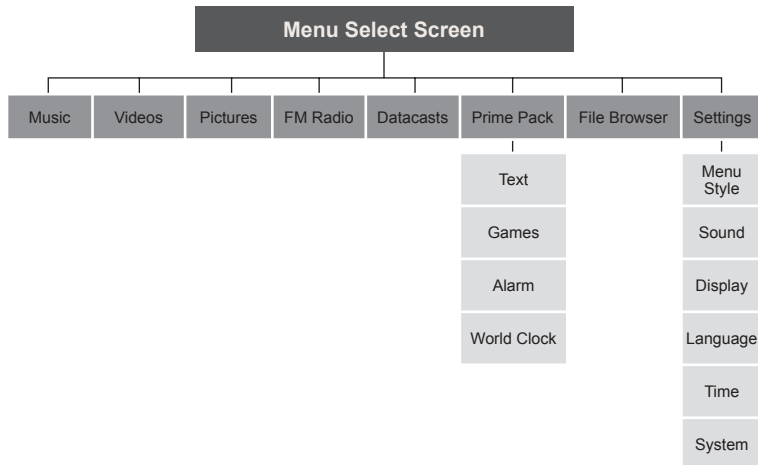 Menu Select Screen
Music Videos Pictures FM Radio Datacasts Prime Pack File Browser Settings
Text
Games
Alarm
World Clock
Menu
Style
Sound
Display
Language
Time
System